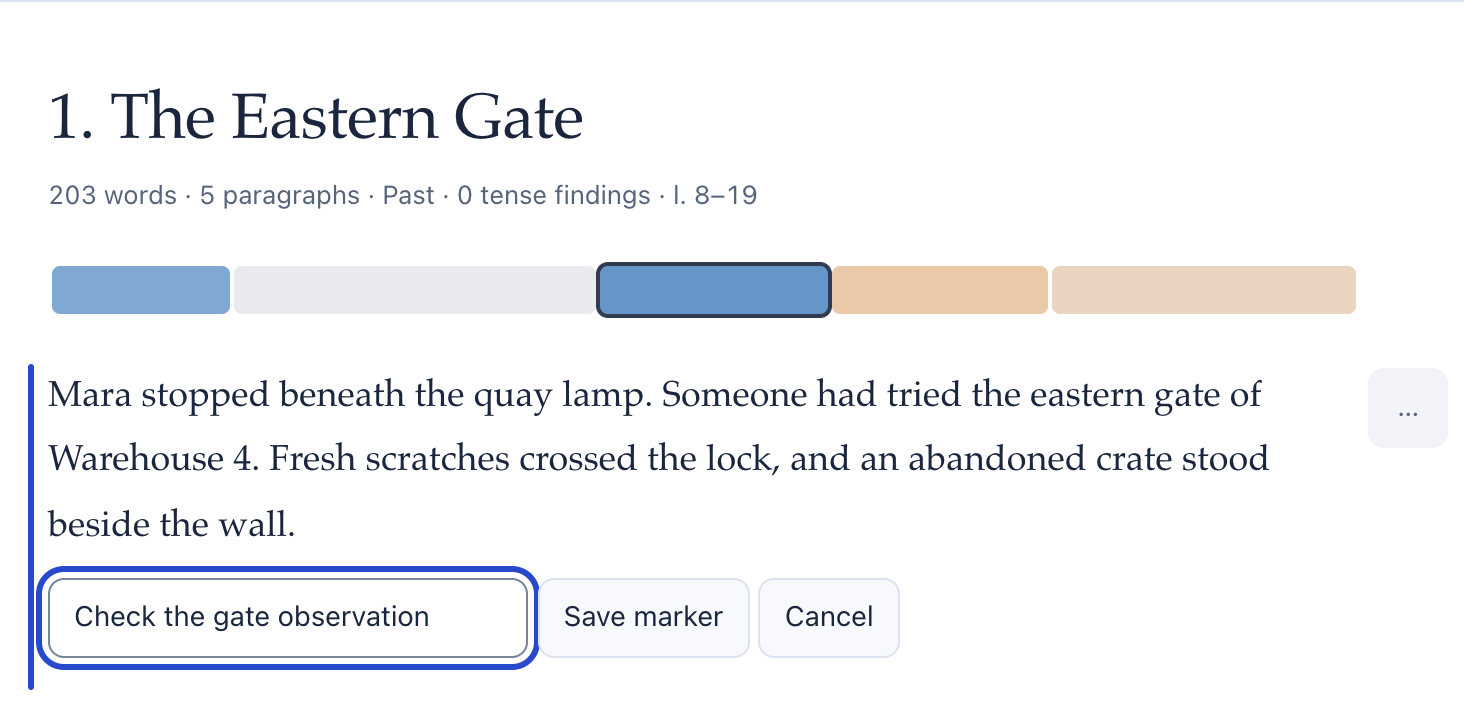 1. The Eastern Gate
203 words · 5 paragraphs · Past · 0 tense findings · l. 8–19
Mara stopped beneath the quay lamp. Someone had tried the eastern gate of
...
Warehouse 4. Fresh scratches crossed the lock, and an abandoned crate stood
beside the wall.
Check the gate observation
Save marker
Cancel